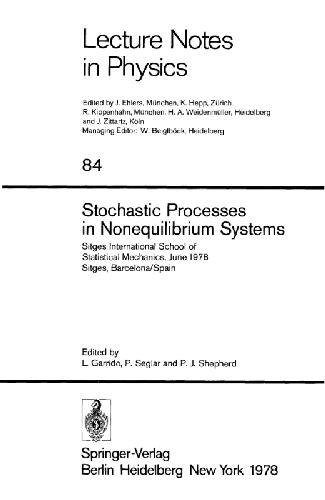 Lecture Notes
in Physics
Edited by J. Ehlers, München, K. Hepp, Zürich
R. Kippenhahn, München, H. A. Weidenmüller, Heidelberg
and J. Zittartz, Köln
Managing Editor: W. Beiglböck, Heidelberg
84
Stochastic Processes
in Nonequilibrium Systems
Sitges International School of
Statistical Mechanics, June 1978
Sitges, Barcelona/Spain
Edited by
L. Garrido, P. Seglar and P. J. Shepherd
Springer-Verlag
Berlin Heidelberg New York 1978